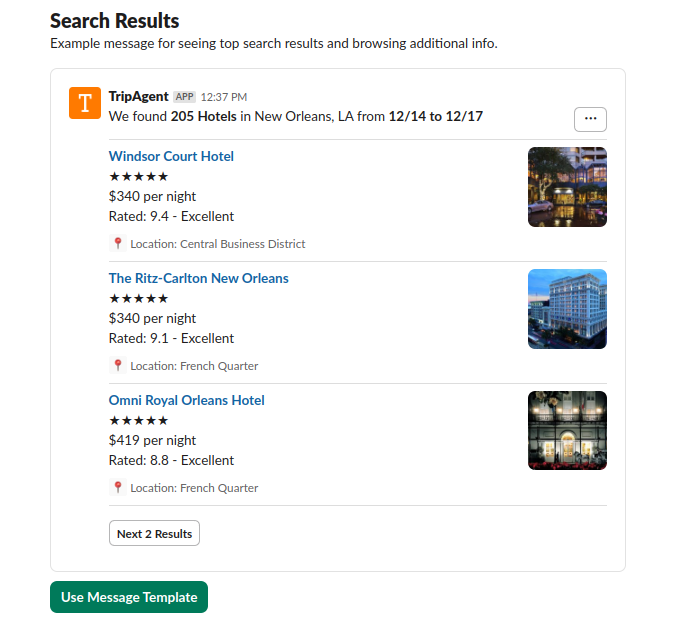 Search Results
Example message for seeing top search results and browsing additional info.
T
TripAgent APP 12:37 PM
We found 205 Hotels in New Orleans, LA from 12/14 to 12/17
Windsor Court Hotel
★★★★★
$340 per night
Rated: 9.4 - Excellent
Location: Central Business District
The Ritz-Carlton New Orleans
★★★★★
$340 per night
Rated: 9.1 - Excellent
Location: French Quarter
Omni Royal Orleans Hotel
★★★★★
$419 per night
Rated: 8.8 - Excellent
Location: French Quarter
Next 2 Results
Use Message Template